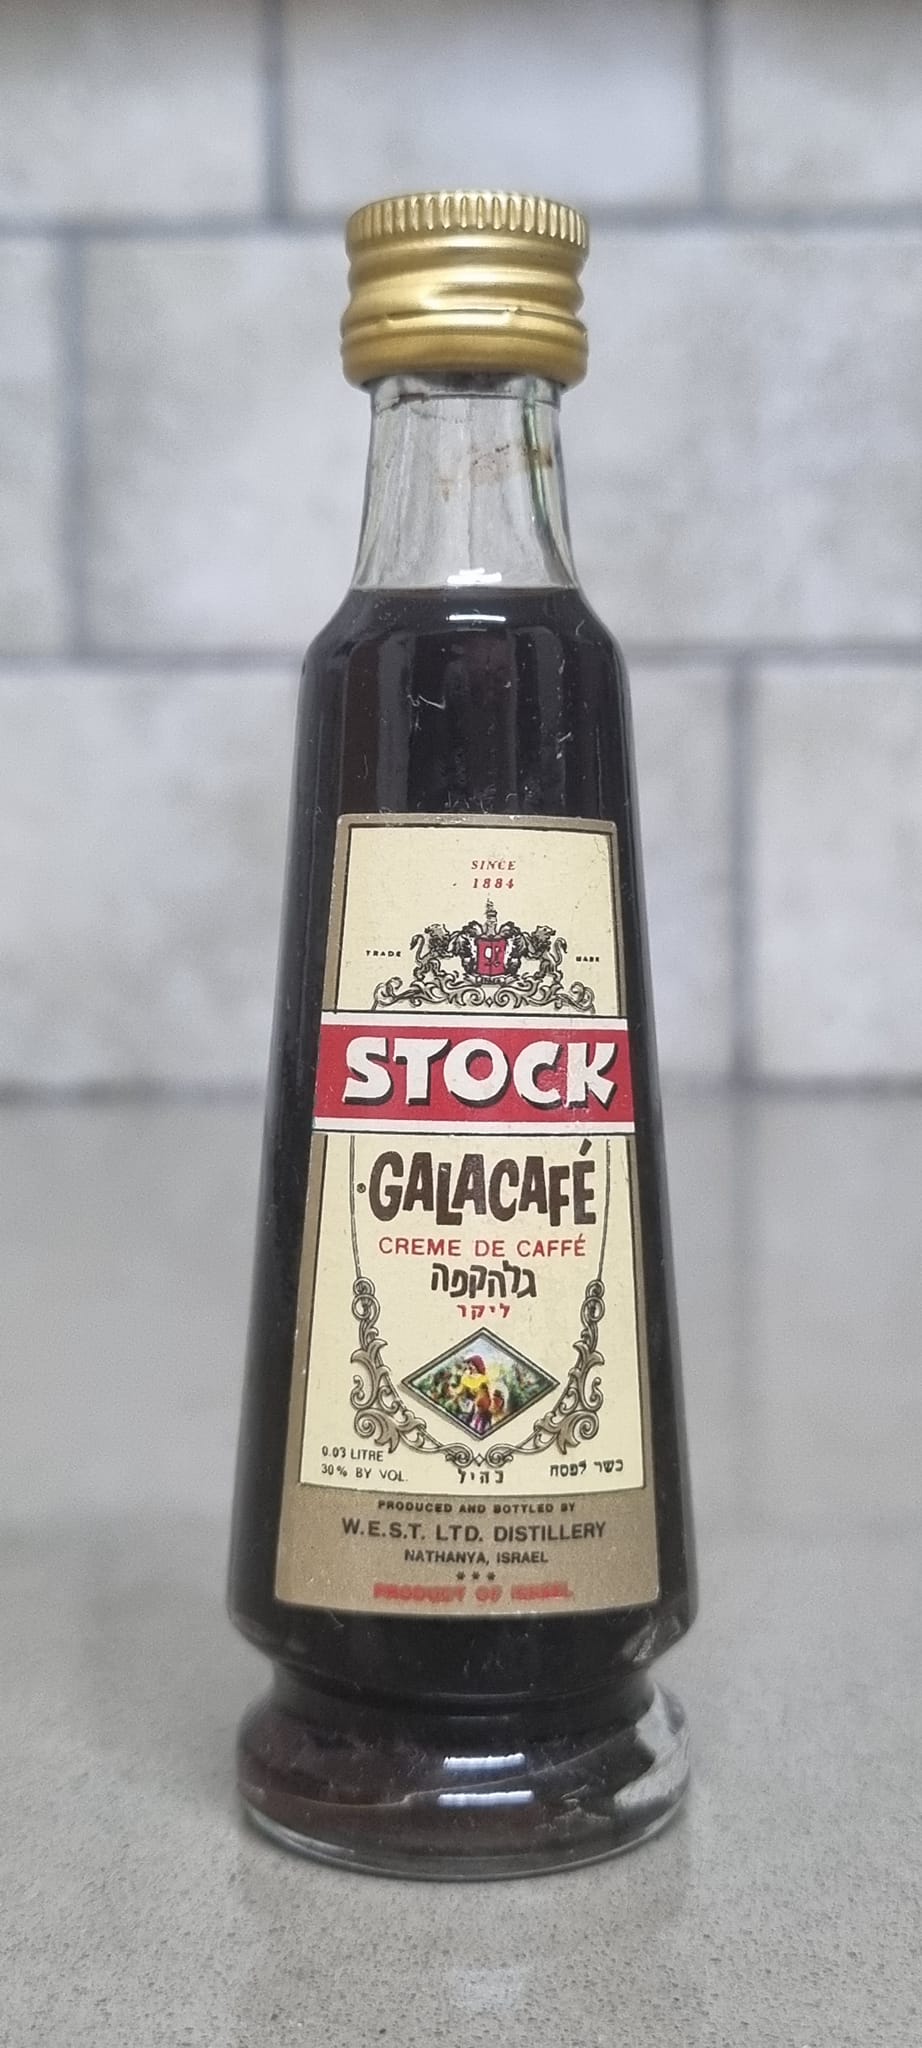 SINCE
1884
TRADE MARK
STOCK
GALACAFÉ
CREME DE CAFFÉ
גלהקפה
ליקר
0.03 LITRE
30% BY VOL.
כהיל
כשר לפסח
PRODUCED AND BOTTLED BY
W.E.S.T. LTD. DISTILLERY
NATHANYA, ISRAEL
***
PRODUCT OF ISRAEL